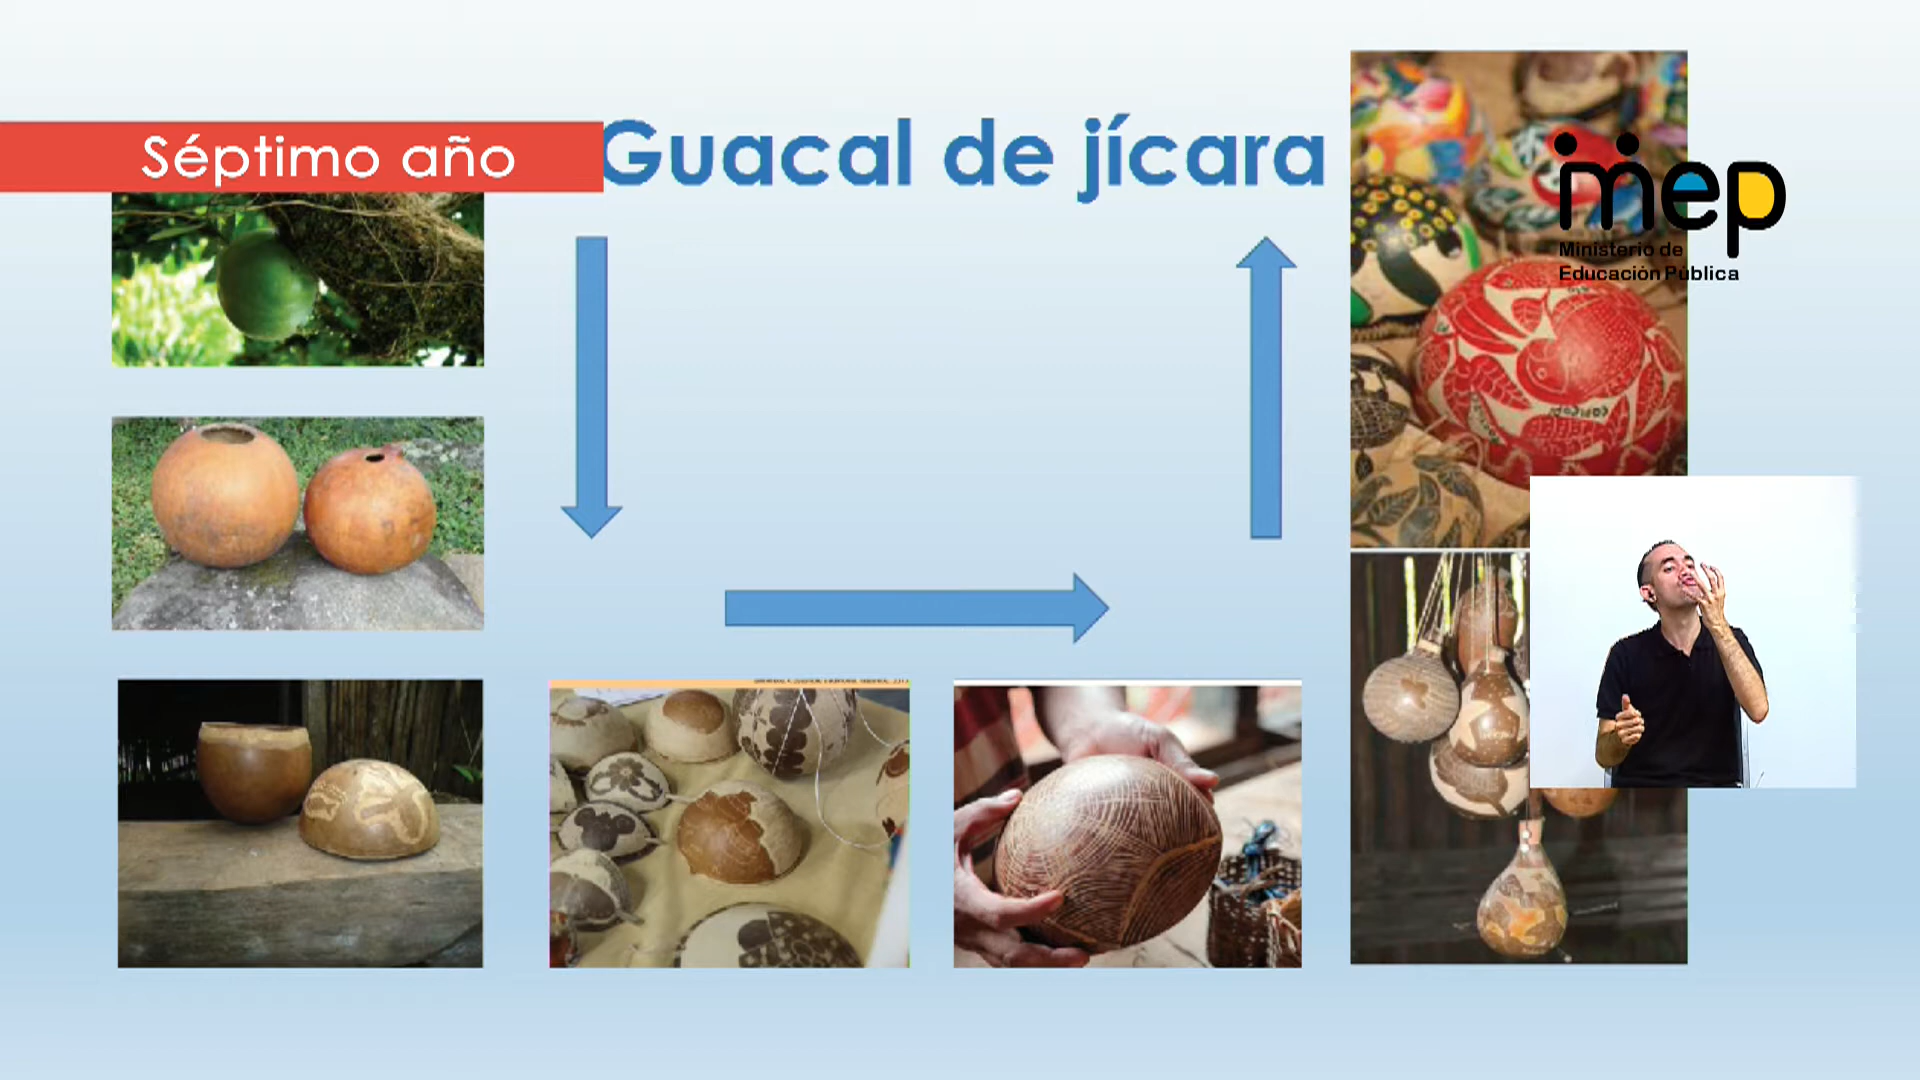 Séptimo año
Guacal de jícara
mep
Ministerio de
Educación Pública